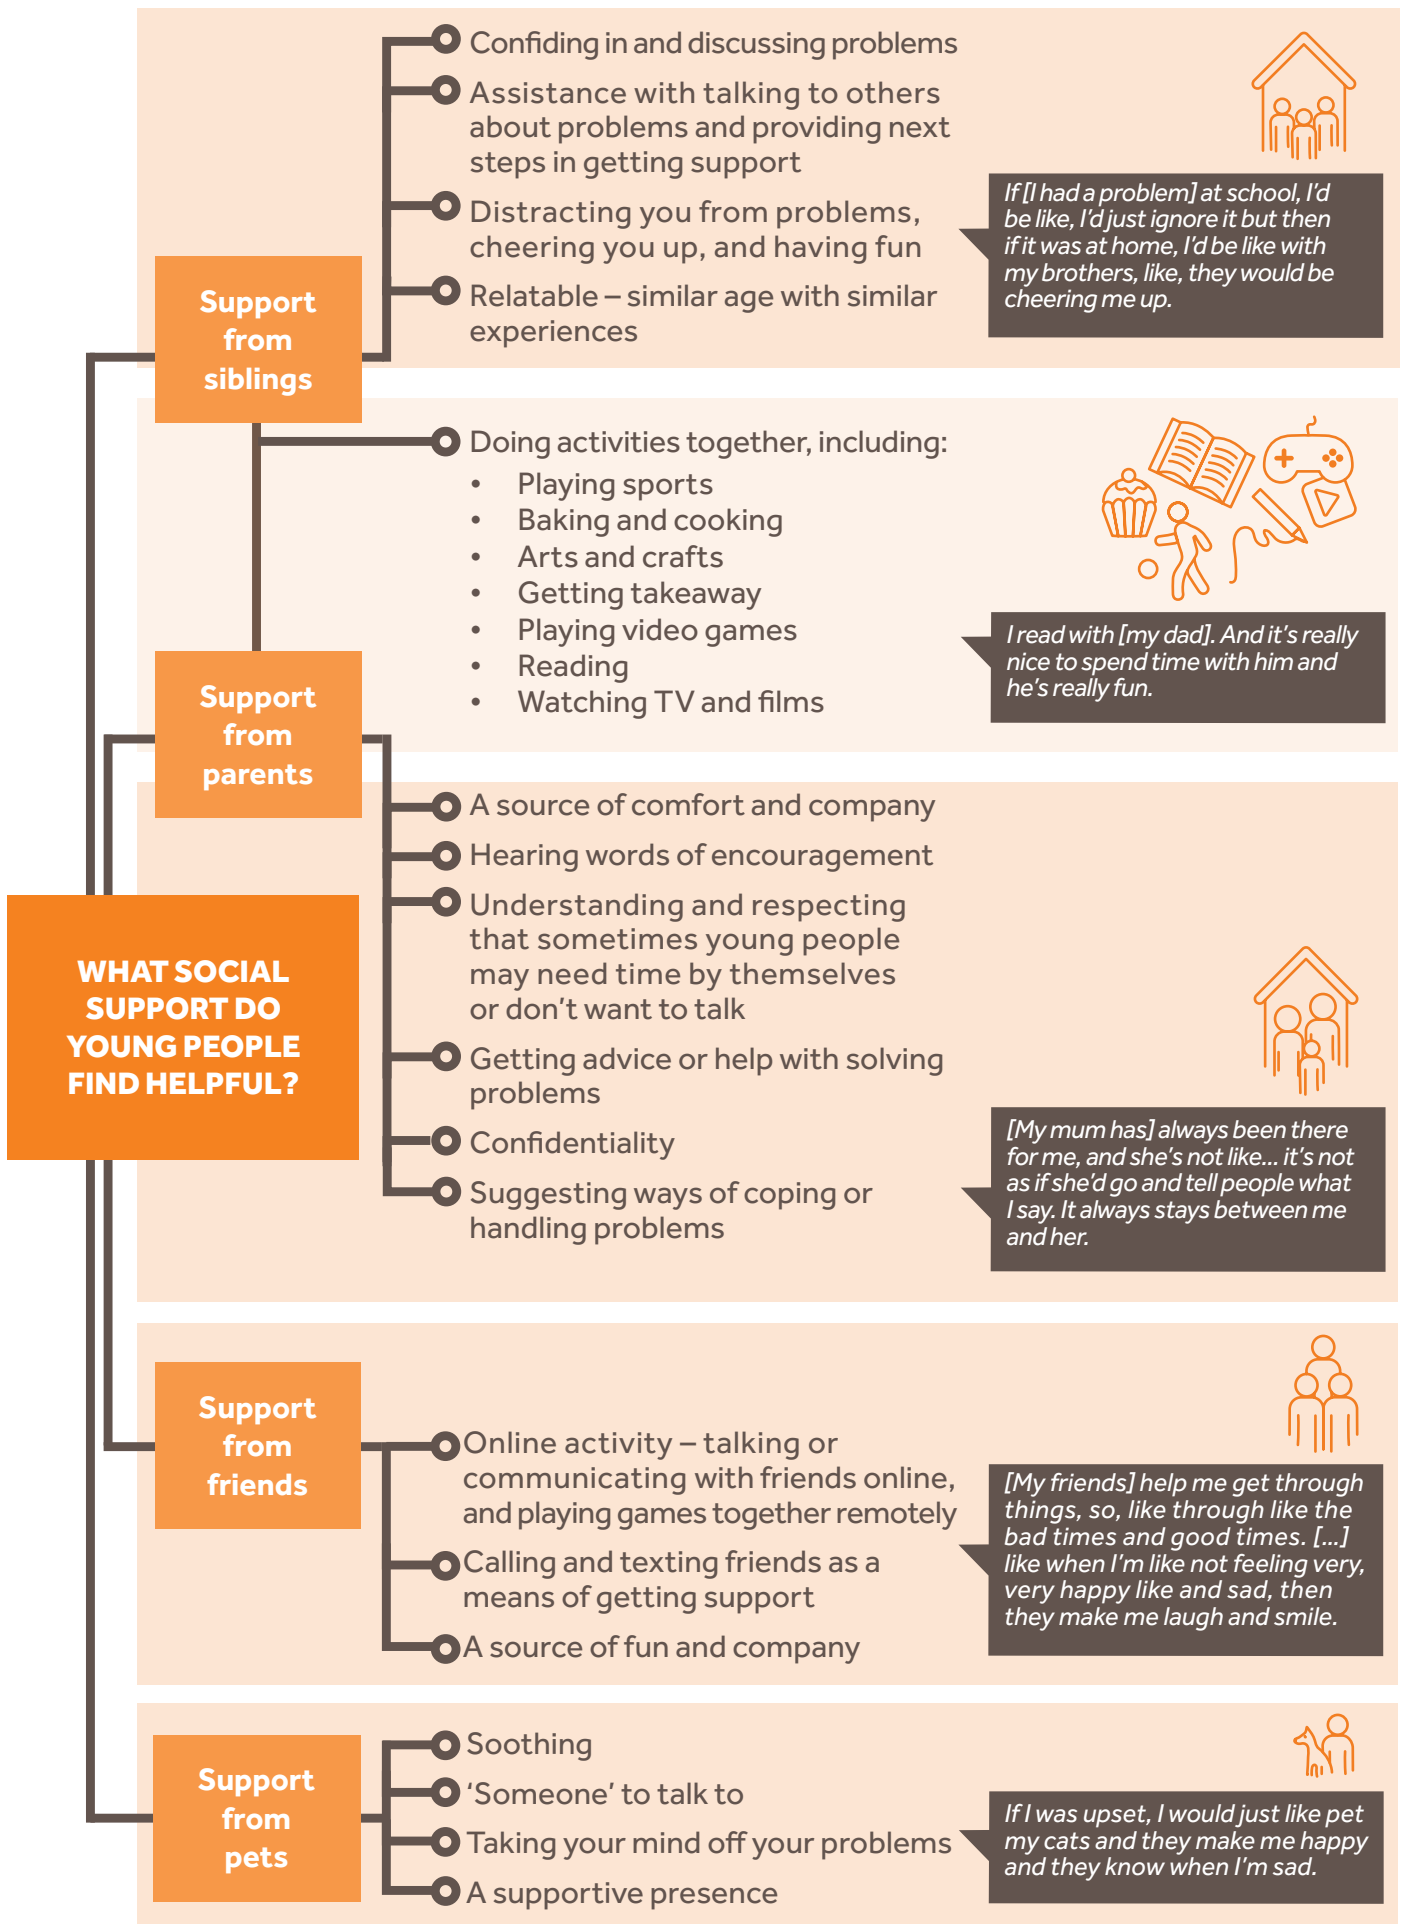 Confiding in and discussing problems
Assistance with talking to others
about problems and providing next
steps in getting support
Distracting you from problems,
cheering you up, and having fun
Relatable – similar age with similar
experiences
If [I had a problem] at school, I'd
be like, I'd just ignore it but then
if it was at home, I'd be like with
my brothers, like, they would be
cheering me up.
Support
from
siblings
Doing activities together, including:
• Playing sports
• Baking and cooking
• Arts and crafts
• Getting takeaway
• Playing video games
• Reading
• Watching TV and films
I read with [my dad]. And it's really
nice to spend time with him and
he's really fun.
Support
from
parents
A source of comfort and company
Hearing words of encouragement
Understanding and respecting
that sometimes young people
may need time by themselves
or don't want to talk
Getting advice or help with solving
problems
Confidentiality
Suggesting ways of coping or
handling problems
[My mum has] always been there
for me, and she's not like... it's not
as if she'd go and tell people what
I say. It always stays between me
and her.
WHAT SOCIAL
SUPPORT DO
YOUNG PEOPLE
FIND HELPFUL?
Support
from
friends
Online activity – talking or
communicating with friends online,
and playing games together remotely
Calling and texting friends as a
means of getting support
A source of fun and company
[My friends] help me get through
things, so, like through like the
bad times and good times. [...]
like when I'm like not feeling very,
very happy like and sad, then
they make me laugh and smile.
Support
from
pets
Soothing
'Someone' to talk to
Taking your mind off your problems
A supportive presence
If I was upset, I would just like pet
my cats and they make me happy
and they know when I'm sad.